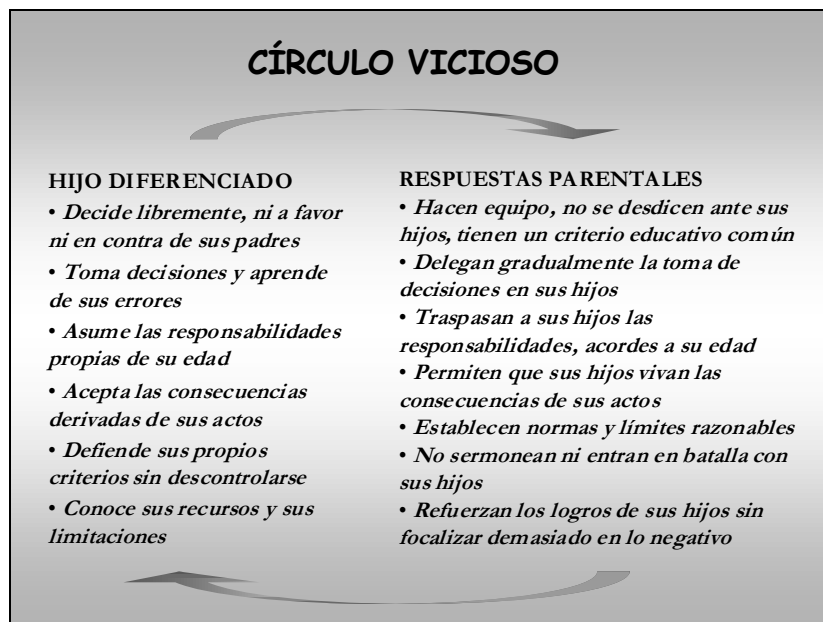 CÍRCULO VICIOSO
HIJO DIFERENCIADO
• Decide libremente, ni a favor
ni en contra de sus padres
• Toma decisiones y aprende
de sus errores
• Asume las responsabilidades
propias de su edad
• Acepta las consecuencias
derivadas de sus actos
• Defiende sus propios
criterios sin descontrolarse
• Conoce sus recursos y sus
limitaciones
RESPUESTAS PARENTALES
• Hacen equipo, no se desdicen ante sus
hijos, tienen un criterio educativo común
• Delegan gradualmente la toma de
decisiones en sus hijos
• Traspasan a sus hijos las
responsabilidades, acordes a su edad
• Permiten que sus hijos vivan las
consecuencias de sus actos
• Establecen normas y límites razonables
• No sermonean ni entran en batalla con
sus hijos
• Refuerzan los logros de sus hijos sin
focalizar demasiado en lo negativo